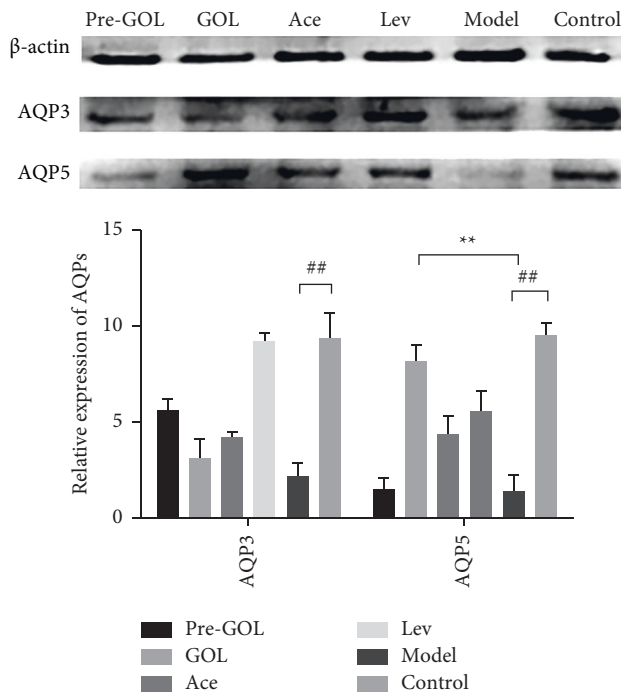 Pre-GOL GOL Ace Lev Model Control
β-actin
AQP3
AQP5
15
**
##
##
10
5
0
Relative expression of AQPs
AQP3 AQP5
Pre-GOL Lev
GOL Model
Ace Control